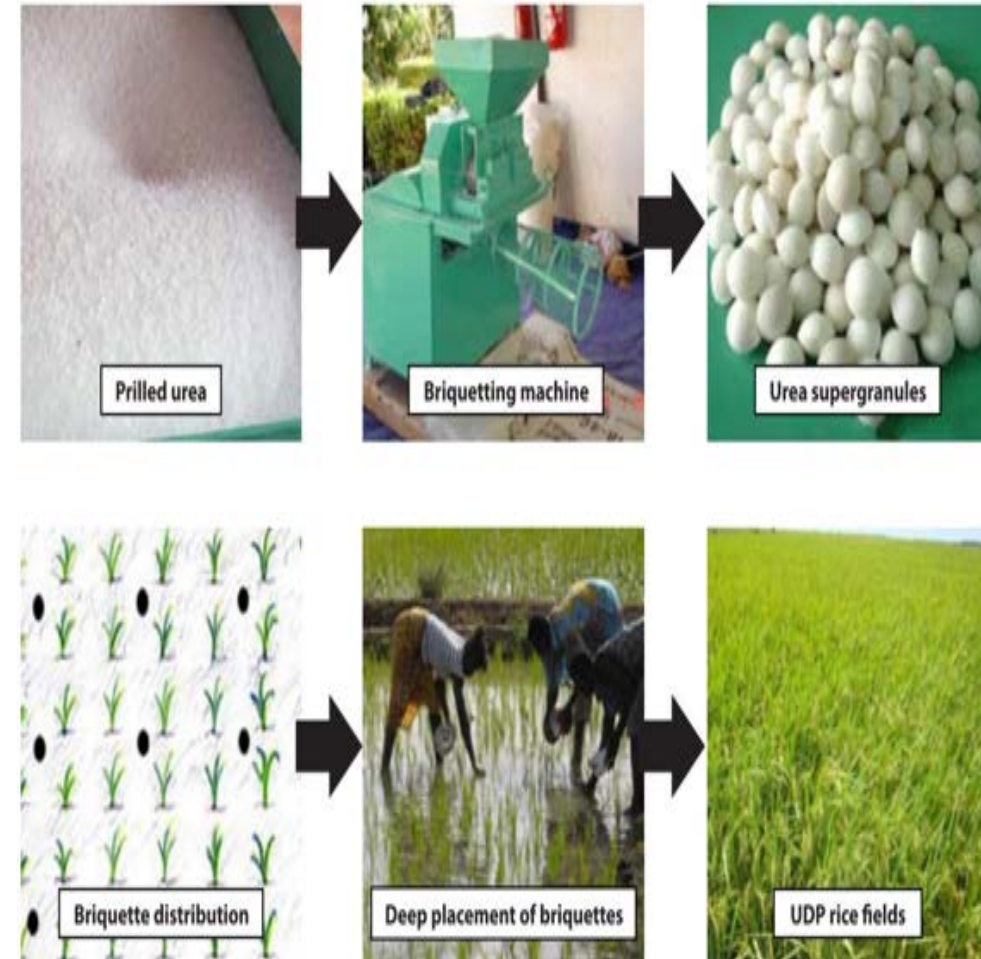 Prilled urea
Briquetting machine
Urea supergranules
Briquette distribution
Deep placement of briquettes
UDP rice fields